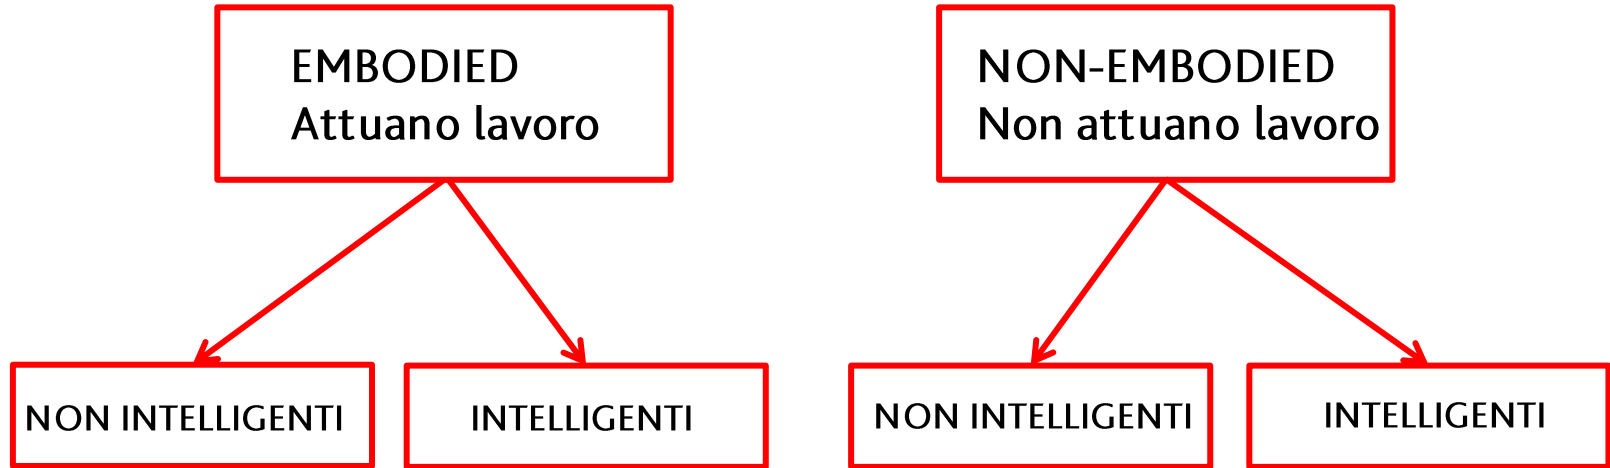 EMBODIED
Attuano lavoro
NON-EMBODIED
Non attuano lavoro
NON INTELLIGENTI
INTELLIGENTI
NON INTELLIGENTI
INTELLIGENTI